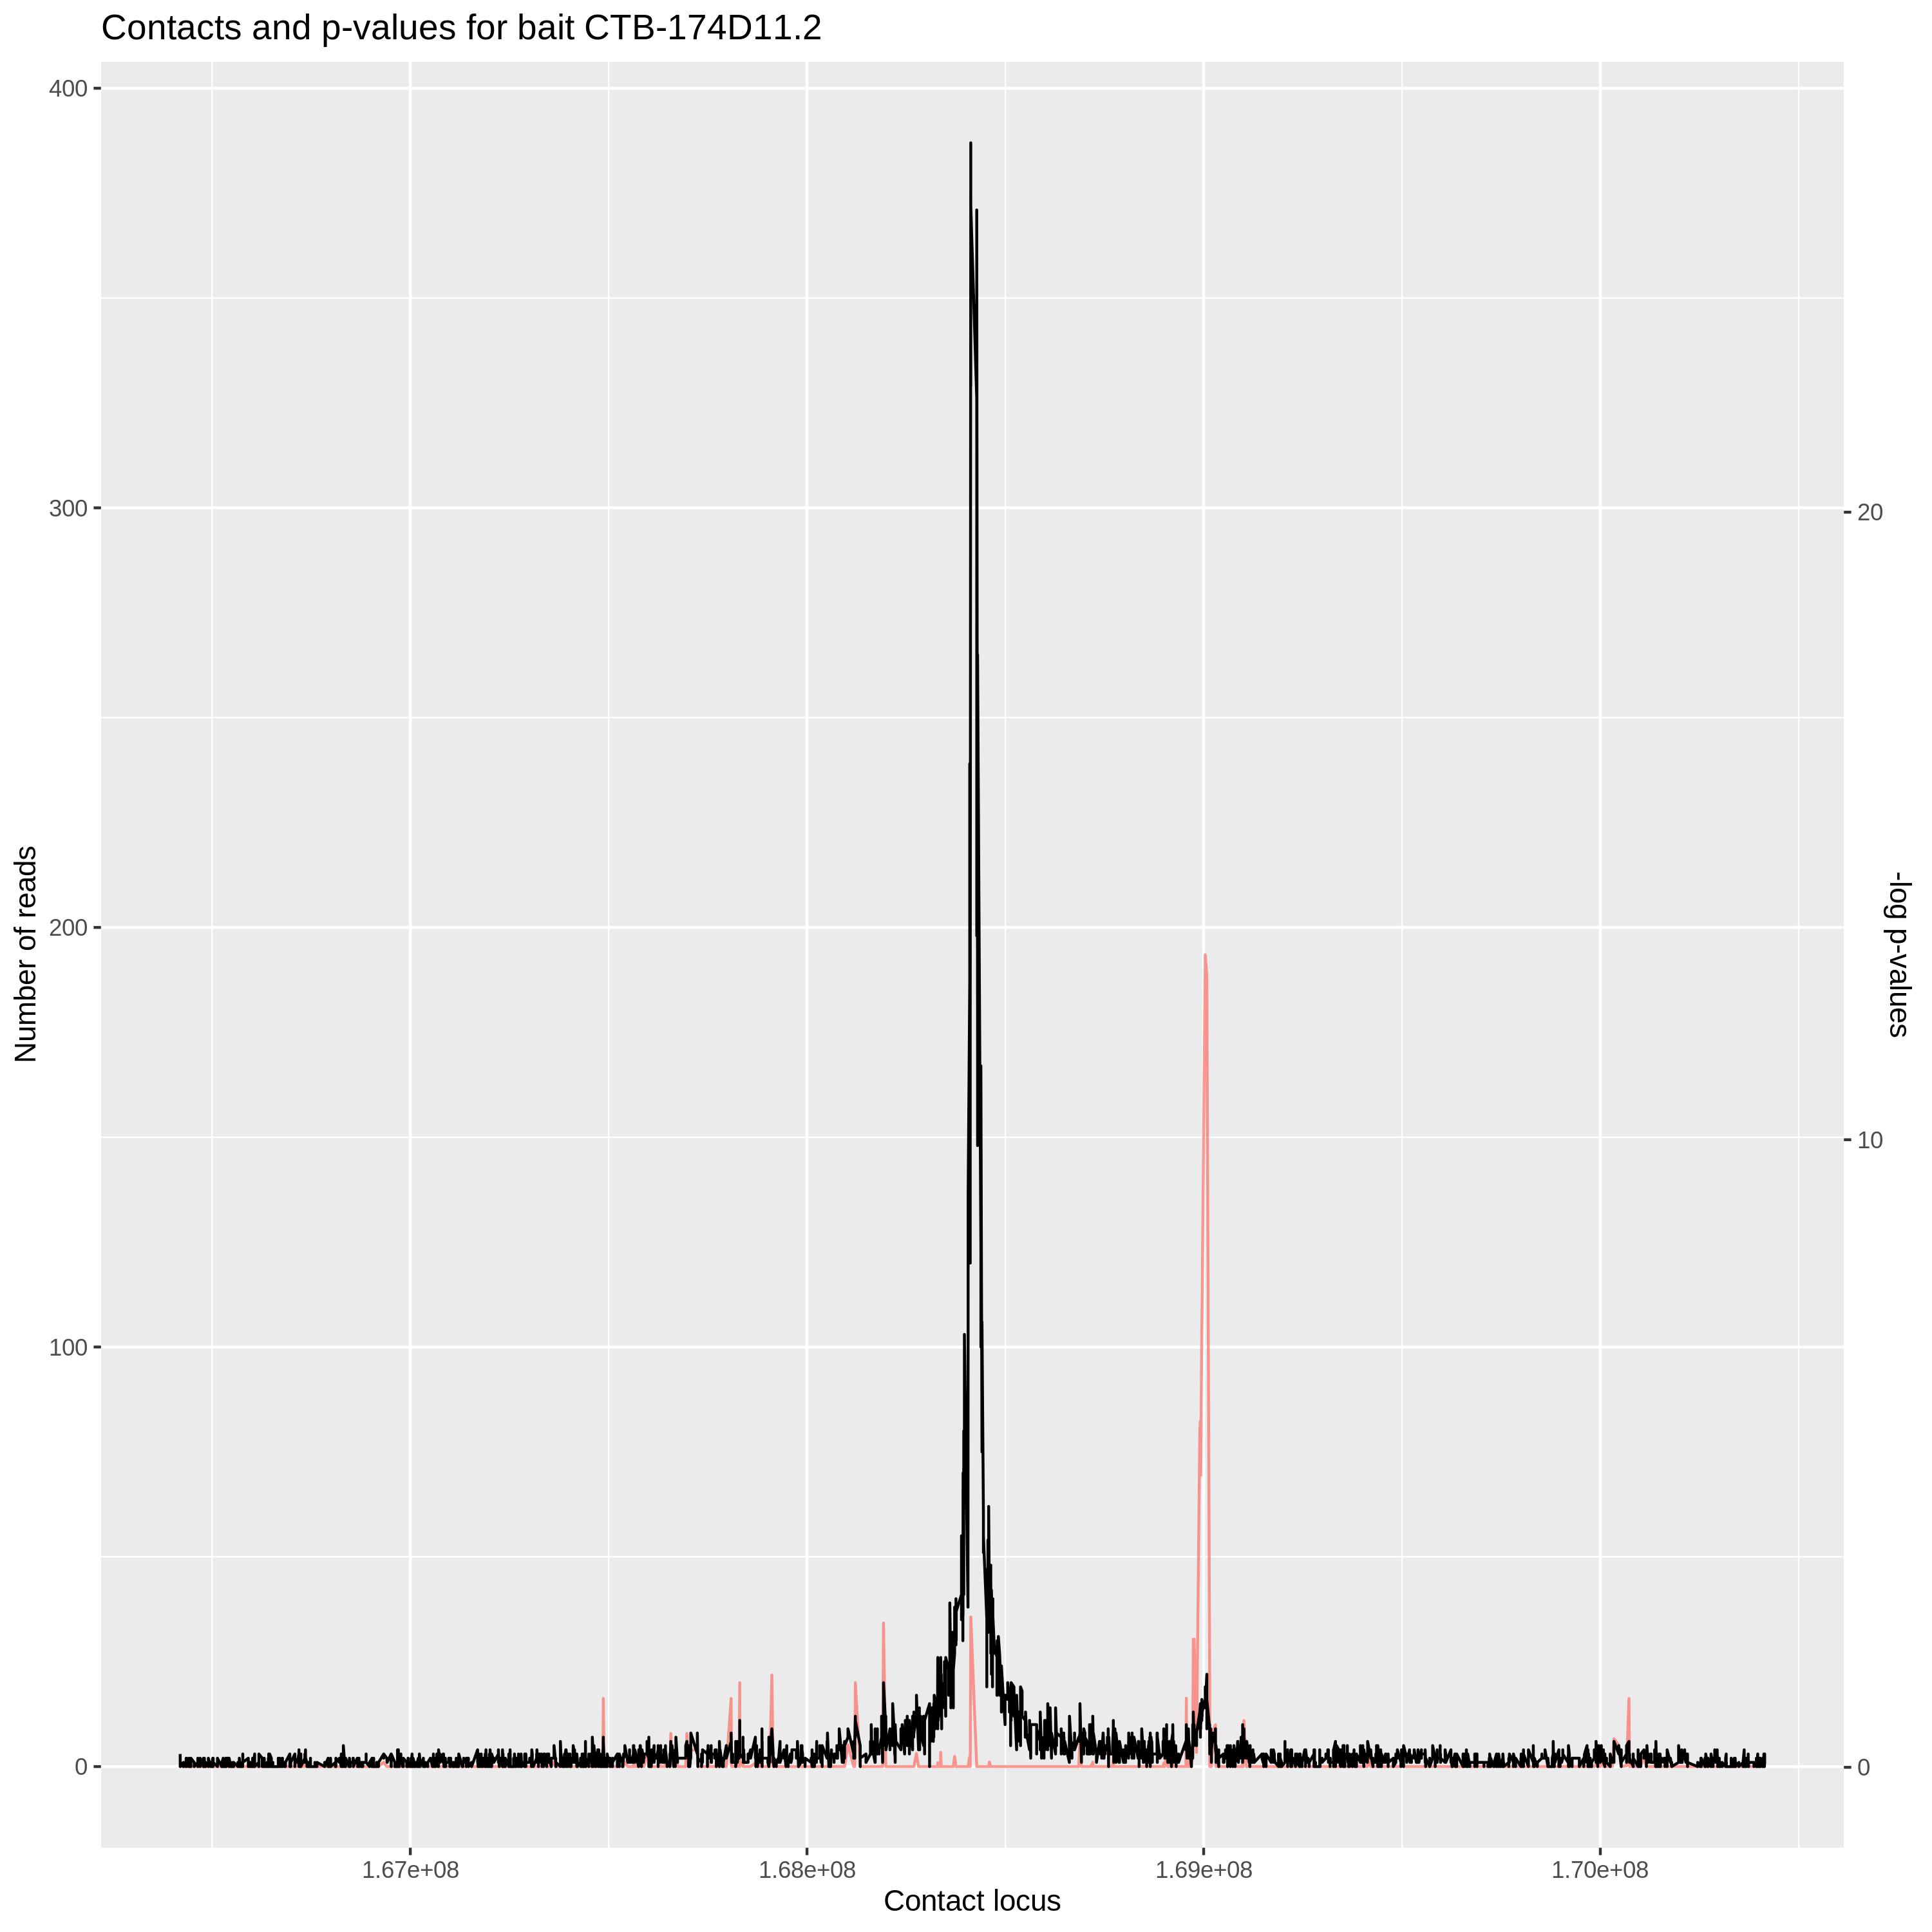 Contacts and p-values for bait CTB-174D11.2
400
300
200
100
0
Number of reads
20
10
0
-log p-values
1.67e+08
1.68e+08
1.69e+08
1.70e+08
Contact locus